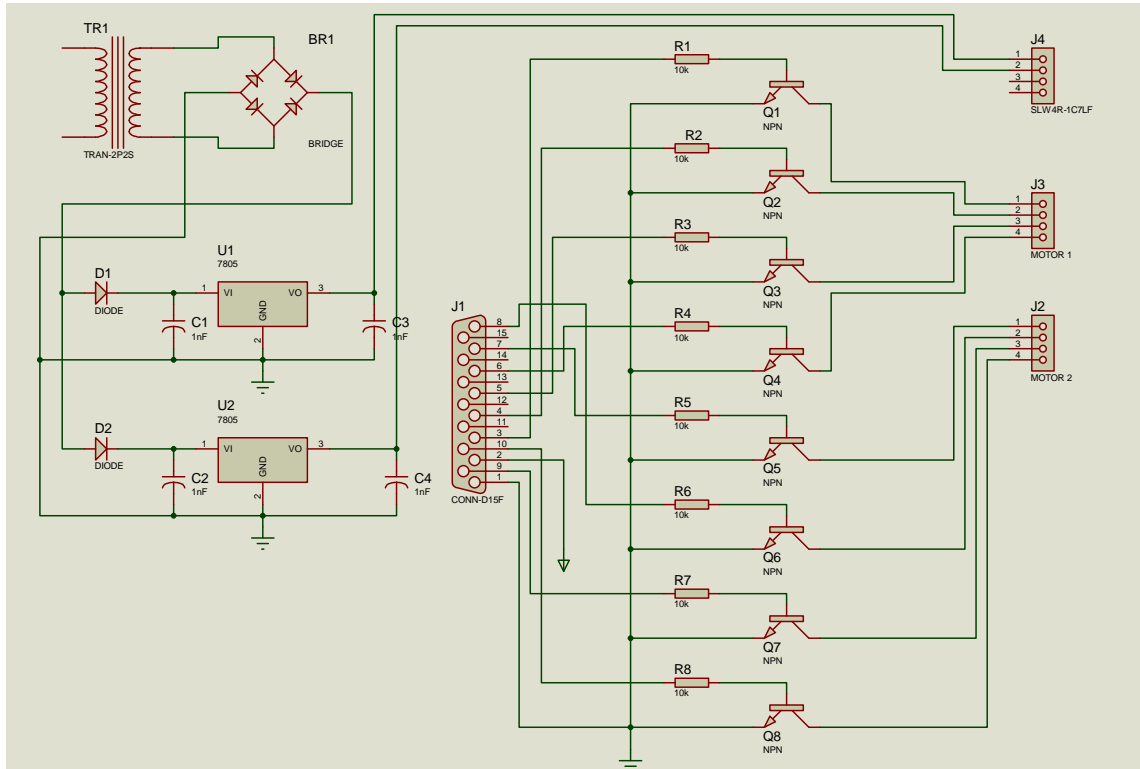 TR1
TRAN-2P2S
BR1
BRIDGE
R1
10k
Q1
NPN
J4
1
2
3
4
SLW4R-1C7LF
R2
10k
Q2
NPN
J3
1
2
3
4
MOTOR 1
R3
10k
Q3
NPN
D1
DIODE
C1
1nF
U1
7805
1
VI
VO
3
GND
2
C3
1nF
R4
10k
Q4
NPN
J2
1
2
3
4
MOTOR 2
J1
8
15
7
14
6
13
5
12
4
11
3
10
2
9
1
CONN-D15F
D2
DIODE
C2
1nF
U2
7805
1
VI
VO
3
GND
2
C4
1nF
R5
10k
Q5
NPN
R6
10k
Q6
NPN
R7
10k
Q7
NPN
R8
10k
Q8
NPN